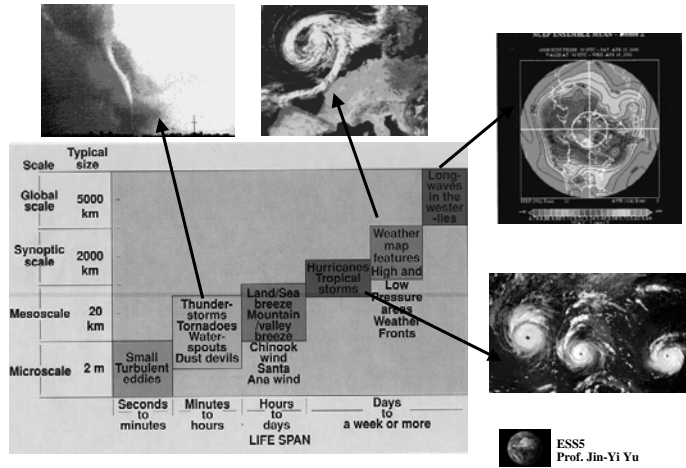 NCEP ENSEMBLE MEAN
Scale
Typical
size
Global
scale
5000
km
Synoptic
scale
2000
km
Mesoscale
20
km
Microscale
2 m
Small
Turbulent
eddies
Thunder-
storms
Tornadoes
Water-
spouts
Dust devils
Land/Sea
breeze
Mountain
/valley
breeze
Chinook
wind
Santa
Ana wind
Hurricanes
Tropical
storms
Weather
map
features
High and
Low
Pressure
areas
Weather
Fronts
Long-
waves
in the
wester-
lies
Seconds
to
minutes
Minutes
to
hours
Hours
to
days
Days
to
a week or more
LIFE SPAN
ESS5
Prof. Jin-Yi Yu